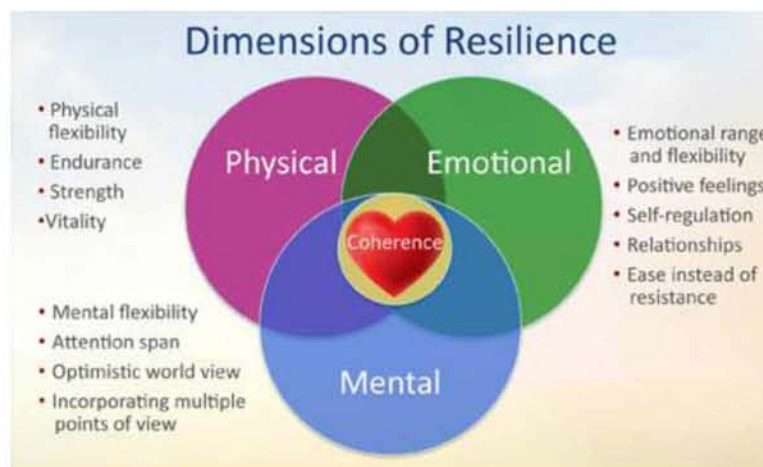 Dimensions of Resilience
• Physical
flexibility
• Endurance
• Strength
•Vitality
Physical
Emotional
• Emotional range
and flexibility
• Positive feelings
• Self-regulation
• Relationships
• Ease instead of
resistance
Coherence
• Mental flexibility
• Attention span
• Optimistic world view
• Incorporating multiple
points of view
Mental